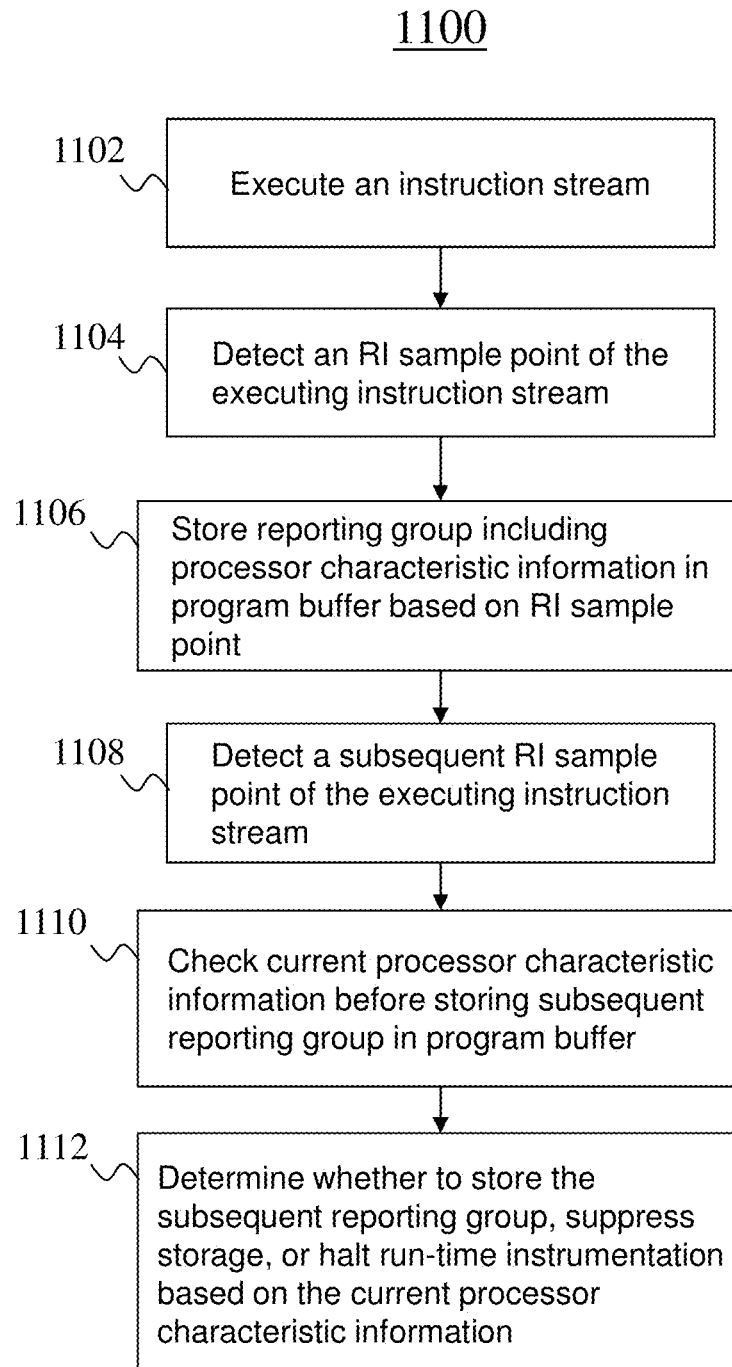 1100
1102
Execute an instruction stream
1104
Detect an RI sample point of the
executing instruction stream
1106
Store reporting group including
processor characteristic information in
program buffer based on RI sample
point
1108
Detect a subsequent RI sample
point of the executing instruction
stream
1110
Check current processor characteristic
information before storing subsequent
reporting group in program buffer
1112
Determine whether to store the
subsequent reporting group, suppress
storage, or halt run-time instrumentation
based on the current processor
characteristic information